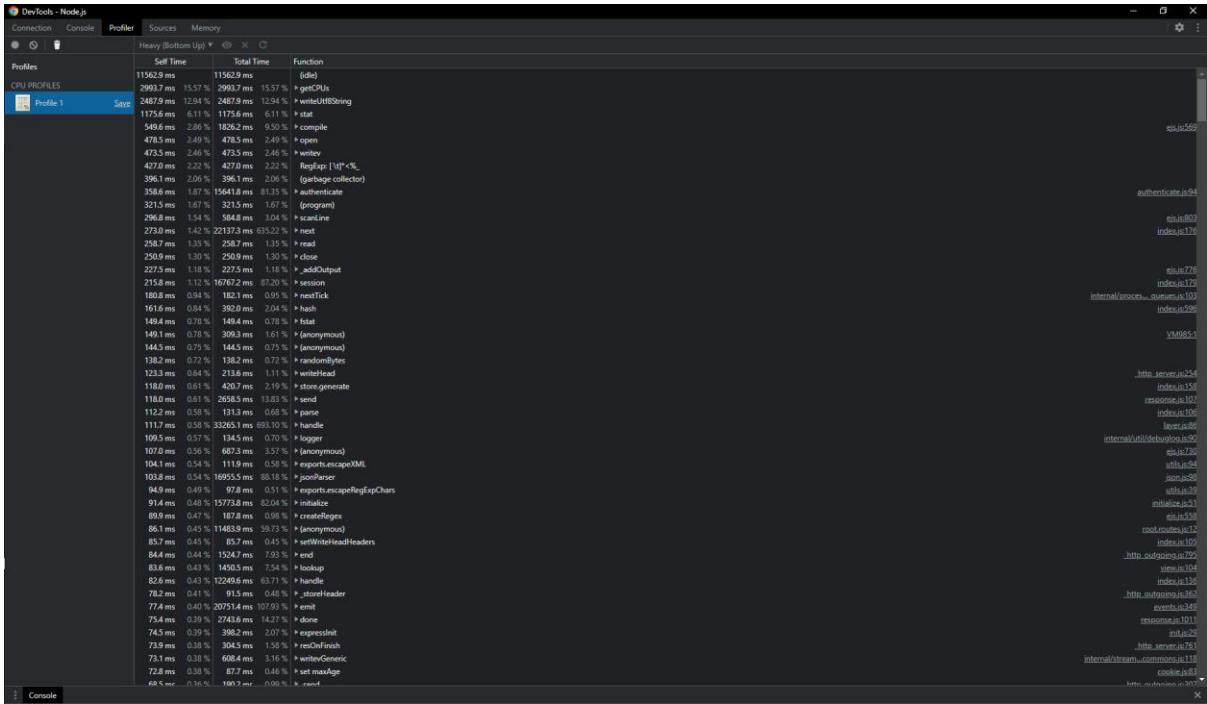 DevTools - Node.js
Connection Console Profiler Sources Memory
Heavy (Bottom Up) ▼
Profiles
CPU PROFILES
Profile 1 Save
Self Time Total Time Function
11562.9 ms 11562.9 ms (idle)
2993.7 ms 15.57 % 2993.7 ms 15.57 % getCPUs
2487.9 ms 12.94 % 2487.9 ms 12.94 % writeUtf8String
1175.6 ms 6.11 % 1175.6 ms 6.11 % stat
549.6 ms 2.86 % 1826.2 ms 9.50 % compile ejs.js:569
478.5 ms 2.49 % 478.5 ms 2.49 % open
473.5 ms 2.46 % 473.5 ms 2.46 % writev
427.0 ms 2.22 % 427.0 ms 2.22 % RegExp: [ \t]*<%_
396.1 ms 2.06 % 396.1 ms 2.06 % (garbage collector)
358.6 ms 1.87 % 15641.8 ms 81.35 % authenticate authenticate.js:94
321.5 ms 1.67 % 321.5 ms 1.67 % (program)
296.8 ms 1.54 % 584.8 ms 3.04 % scanLine ejs.js:803
273.0 ms 1.42 % 22137.3 ms 635.22 % next index.js:176
258.7 ms 1.35 % 258.7 ms 1.35 % read
250.9 ms 1.30 % 250.9 ms 1.30 % close
227.5 ms 1.18 % 227.5 ms 1.18 % _addOutput ejs.js:776
215.8 ms 1.12 % 16767.2 ms 87.20 % session index.js:179
180.8 ms 0.94 % 182.1 ms 0.95 % nextTick internal/proces… queues.js:103
161.6 ms 0.84 % 392.0 ms 2.04 % hash index.js:596
149.4 ms 0.78 % 149.4 ms 0.78 % fstat
149.1 ms 0.78 % 309.3 ms 1.61 % (anonymous) VM985:1
144.5 ms 0.75 % 144.5 ms 0.75 % (anonymous)
138.2 ms 0.72 % 138.2 ms 0.72 % randomBytes
123.3 ms 0.64 % 213.6 ms 1.11 % writeHead _http_server.js:254
118.0 ms 0.61 % 420.7 ms 2.19 % store.generate index.js:158
118.0 ms 0.61 % 2658.5 ms 13.83 % send response.js:107
112.2 ms 0.58 % 131.3 ms 0.68 % parse index.js:106
111.7 ms 0.58 % 33265.1 ms 693.10 % handle layer.js:86
109.5 ms 0.57 % 134.5 ms 0.70 % logger internal/util/debuglog.js:90
107.0 ms 0.56 % 687.3 ms 3.57 % (anonymous) ejs.js:730
104.1 ms 0.54 % 111.9 ms 0.58 % exports.escapeXML utils.js:94
103.8 ms 0.54 % 16955.5 ms 88.18 % jsonParser json.js:98
94.9 ms 0.49 % 97.8 ms 0.51 % exports.escapeRegExpChars utils.js:39
91.4 ms 0.48 % 15773.8 ms 82.04 % initialize initialize.js:51
89.9 ms 0.47 % 187.8 ms 0.98 % createRegex ejs.js:558
86.1 ms 0.45 % 11483.9 ms 59.73 % (anonymous) root.routes.js:12
85.7 ms 0.45 % 85.7 ms 0.45 % setWriteHeadHeaders index.js:105
84.4 ms 0.44 % 1524.7 ms 7.93 % end _http_outgoing.js:795
83.6 ms 0.43 % 1450.5 ms 7.54 % lookup view.js:104
82.6 ms 0.43 % 12249.6 ms 63.71 % handle index.js:136
78.2 ms 0.41 % 91.5 ms 0.48 % _storeHeader _http_outgoing.js:362
77.4 ms 0.40 % 20751.4 ms 107.93 % emit events.js:349
75.4 ms 0.39 % 2743.6 ms 14.27 % done response.js:1011
74.5 ms 0.39 % 398.2 ms 2.07 % expressInit init.js:29
73.9 ms 0.38 % 304.5 ms 1.58 % resOnFinish _http_server.js:761
73.1 ms 0.38 % 608.4 ms 3.16 % writevGeneric internal/stream…commons.js:118
72.8 ms 0.38 % 87.7 ms 0.46 % set maxAge cookie.js:83
68.5 ms 0.36 % 190.2 ms 0.99 % _send _http_outgoing.js:307
Console